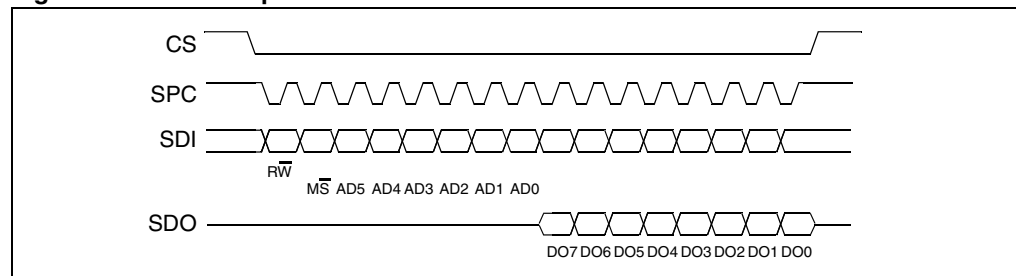 CS
SPC
SDI
RW̅
MS̅ AD5 AD4 AD3 AD2 AD1 AD0
SDO
DO7 DO6 DO5 DO4 DO3 DO2 DO1 DO0